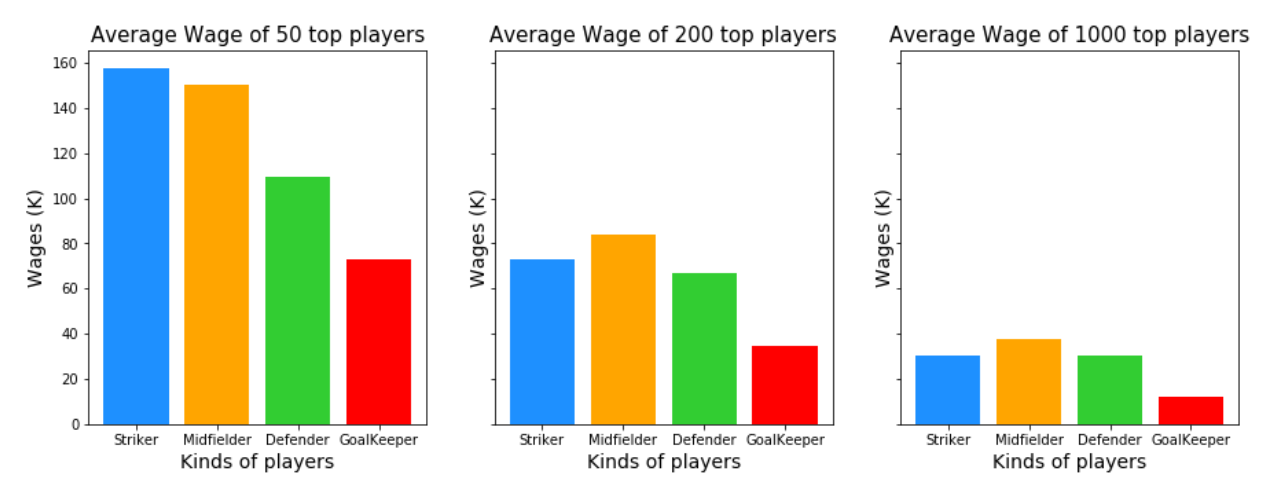 Average Wage of 50 top players
Wages (K)
160
140
120
100
80
60
40
20
0
Striker Midfielder Defender GoalKeeper
Kinds of players
Average Wage of 200 top players
Wages (K)
Striker Midfielder Defender GoalKeeper
Kinds of players
Average Wage of 1000 top players
Wages (K)
Striker Midfielder Defender GoalKeeper
Kinds of players